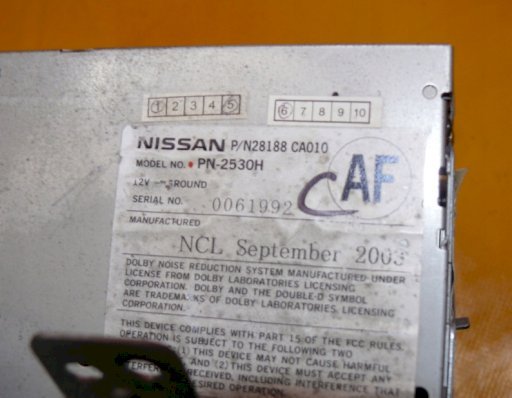 1 2 3 4 5 6 7 8 9 10
NISSAN P/N28188 CA010
MODEL NO. • PN-2530H
AF
12V GROUND
C
SERIAL NO. 0061992
MANUFACTURED
NCL September 2003
DOLBY NOISE REDUCTION SYSTEM MANUFACTURED UNDER
LICENSE FROM DOLBY LABORATORIES LICENSING
CORPORATION. DOLBY AND THE DOUBLE-D SYMBOL
ARE TRADEMARKS OF DOLBY LABORATORIES LICENSING
CORPORATION.
THIS DEVICE COMPLIES WITH PART 15 OF THE FCC RULES.
OPERATION IS SUBJECT TO THE FOLLOWING TWO
(1) THIS DEVICE MAY NOT CAUSE HARMFUL
AND (2) THIS DEVICE MUST ACCEPT ANY
RECEIVED, INCLUDING INTERFERENCE THAT
DESIRED OPERATION.